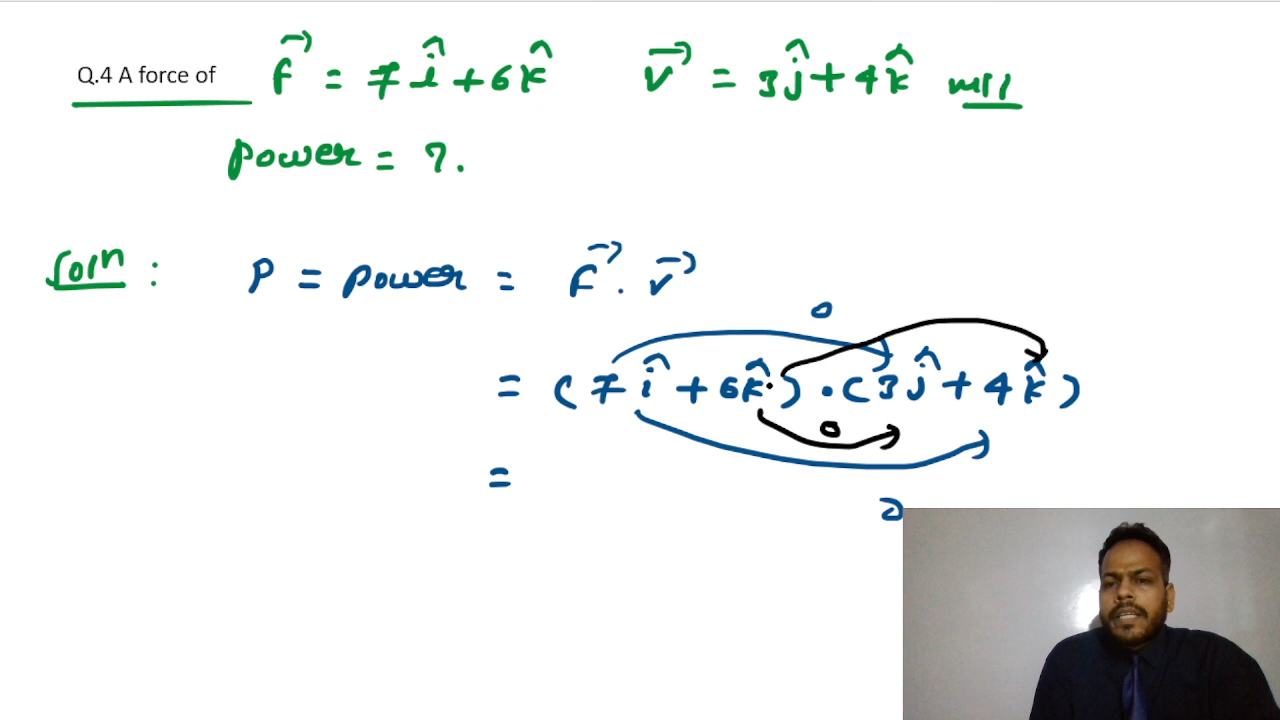 Q.4 A force of F⃗ = 7î + 6k̂ v⃗ = 3ĵ + 4k̂ m/s
Power = ?.
Soln : P = Power = F⃗ . v⃗
0
= (7î + 6k̂) . (3ĵ + 4k̂)
0
=
0